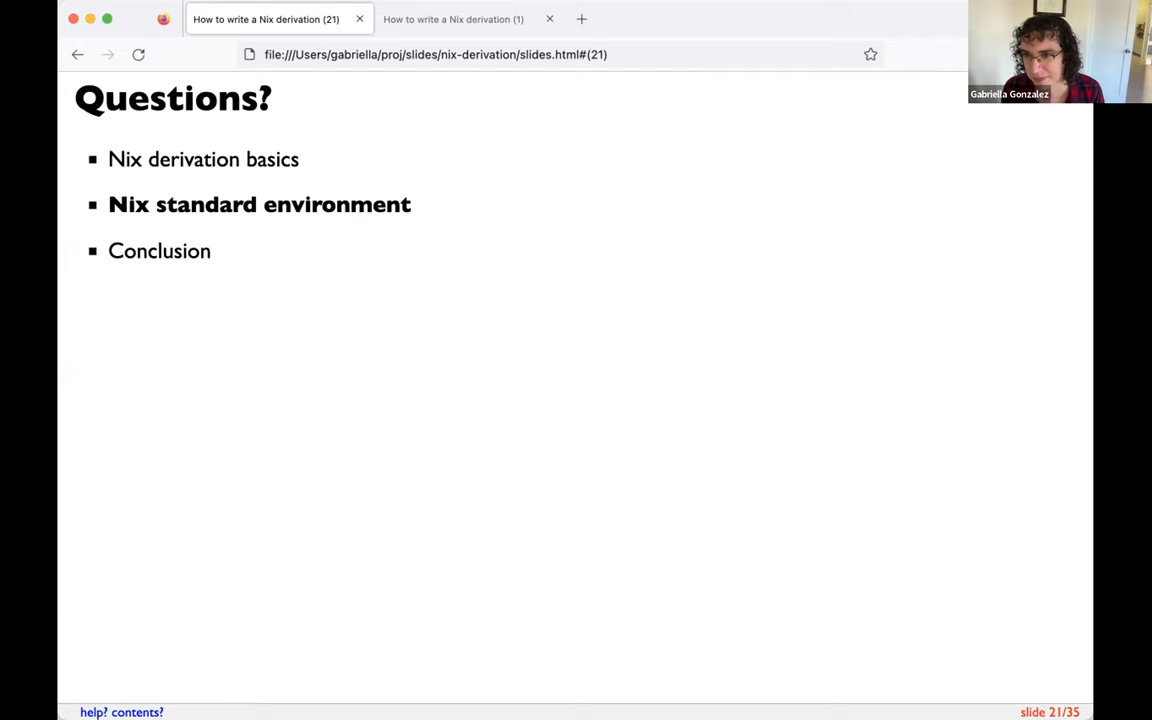 How to write a Nix derivation (21)
How to write a Nix derivation (1)
file:///Users/gabriella/proj/slides/nix-derivation/slides.html#(21)
Gabriella Gonzalez
Questions?
Nix derivation basics
Nix standard environment
Conclusion
help? contents?
slide 21/35